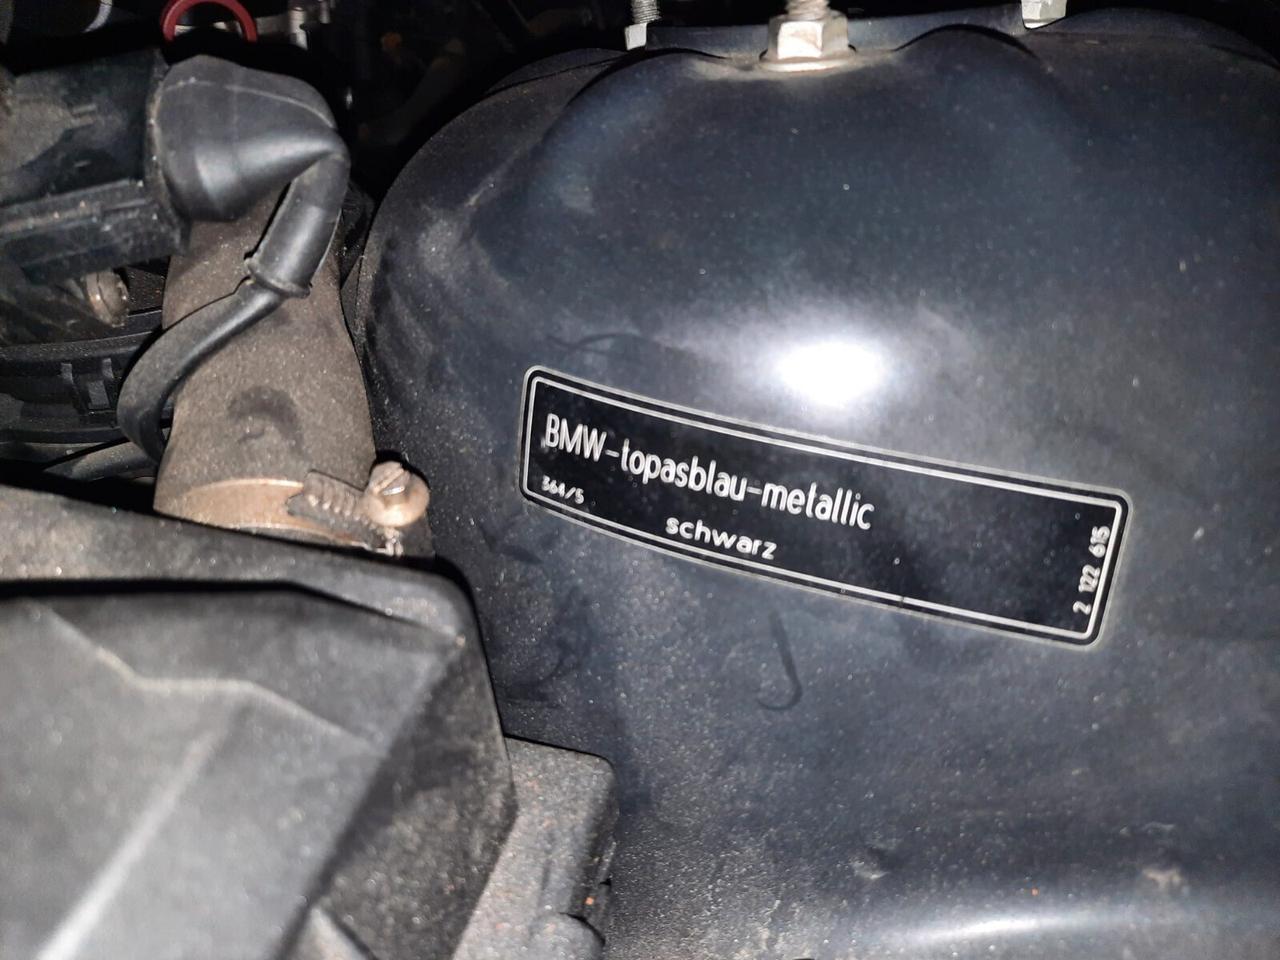 BMW-topasblau-metallic
364/5
schwarz
2 122 615